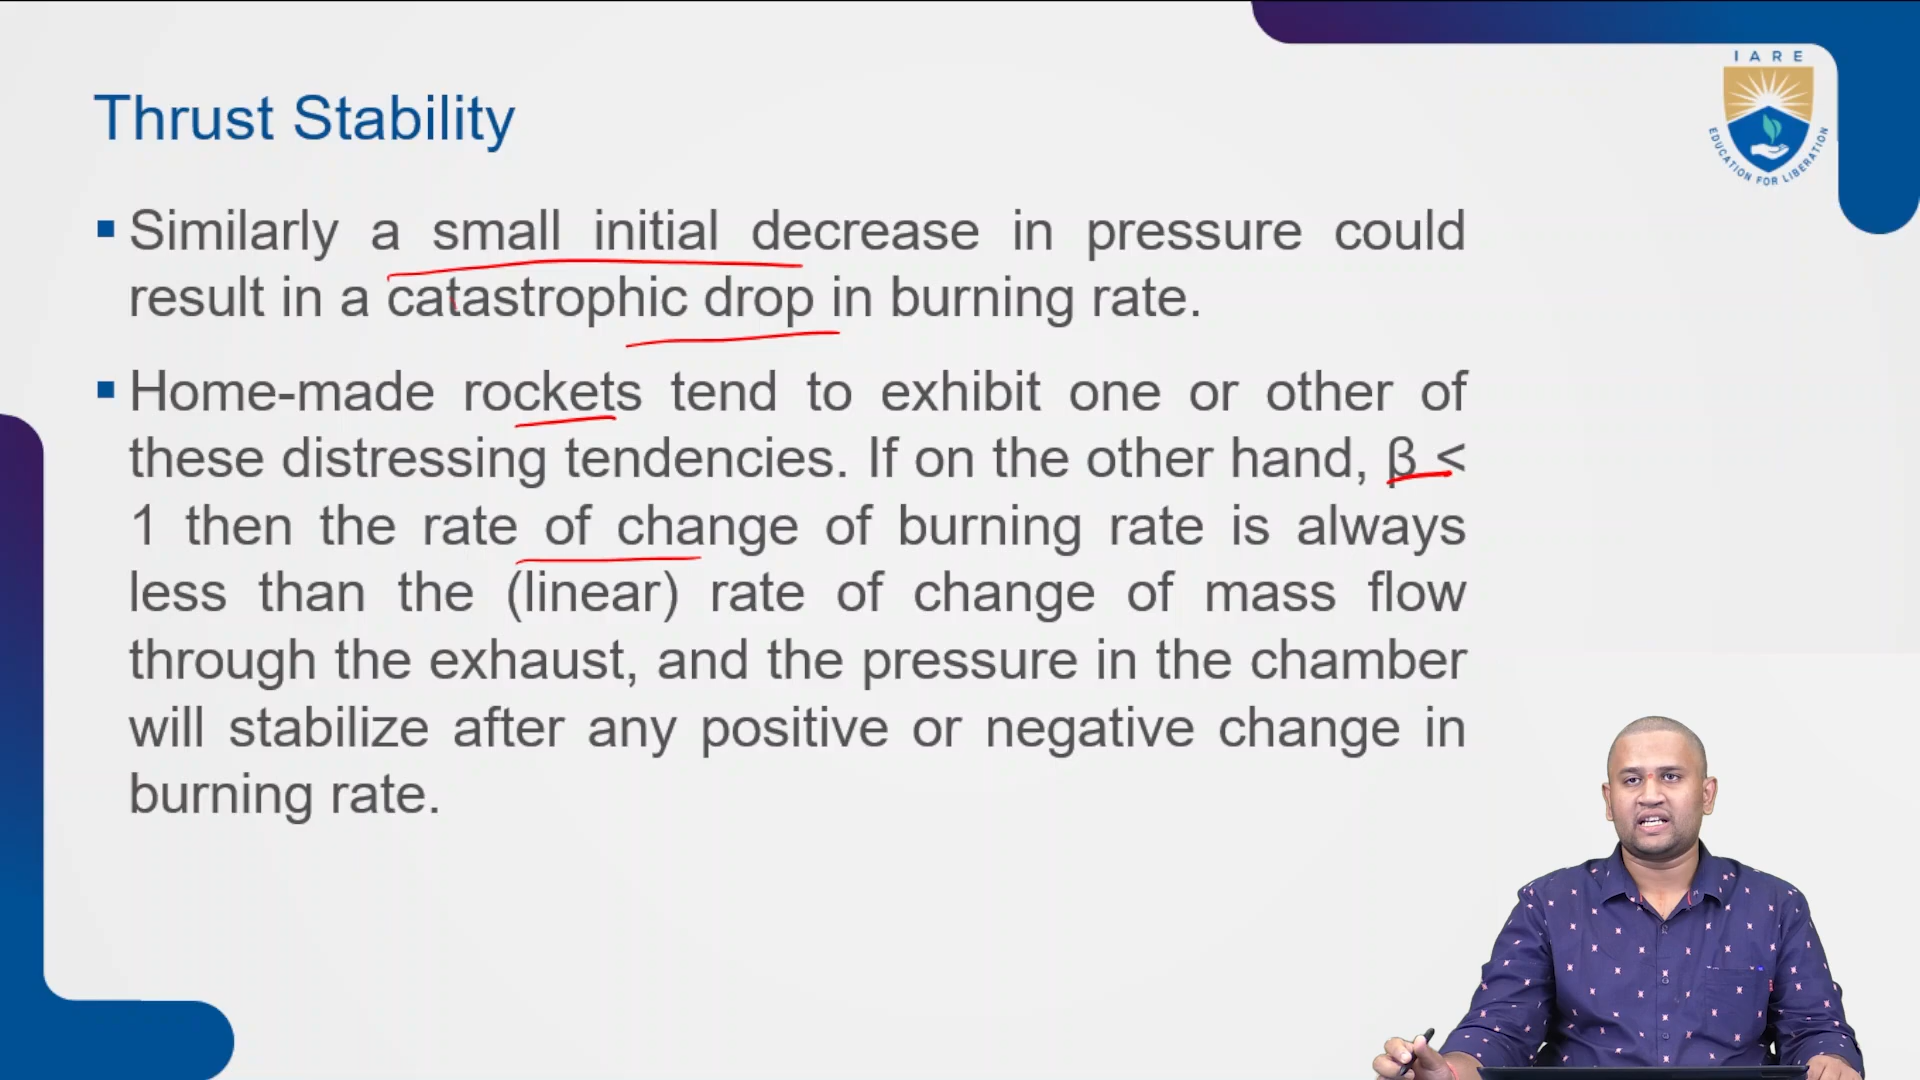 IARE
EDUCATION FOR LIBERATION
Thrust Stability
▪ Similarly a small initial decrease in pressure could
result in a catastrophic drop in burning rate.
▪ Home-made rockets tend to exhibit one or other of
these distressing tendencies. If on the other hand, β <
1 then the rate of change of burning rate is always
less than the (linear) rate of change of mass flow
through the exhaust, and the pressure in the chamber
will stabilize after any positive or negative change in
burning rate.